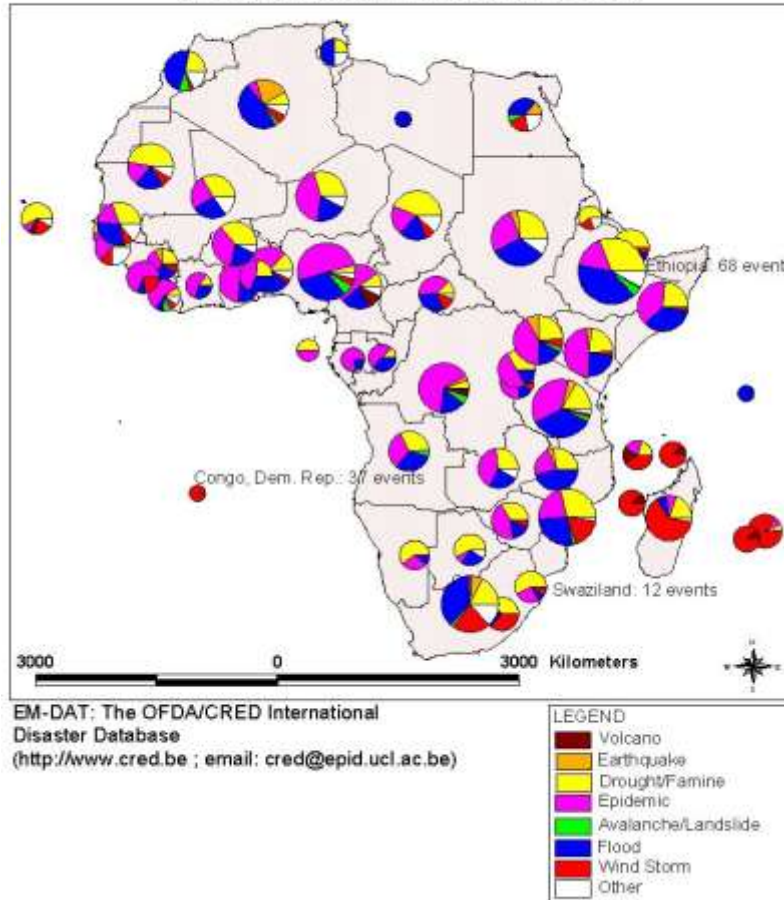 Ethiopia: 68 event
Congo, Dem. Rep.: 37 events
Swaziland: 12 events
3000 0 3000 Kilometers
EM-DAT: The OFDA/CRED International
Disaster Database
(http://www.cred.be ; email: cred@epid.ucl.ac.be)
LEGEND
Volcano
Earthquake
Drought/Famine
Epidemic
Avalanche/Landslide
Flood
Wind Storm
Other